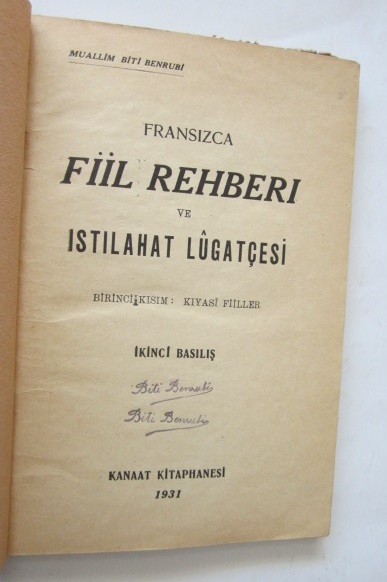 MUALLİM BİTİ BENRUBİ
FRANSIZCA
FİİL REHBERI
VE
ISTILAHAT LÛGATÇESİ
BİRİNCİ KISIM: KIYASİ FİİLLER
İKİNCİ BASILIŞ
Biti Benrubi
Biti Benrubi
KANAAT KİTAPHANESİ
1931